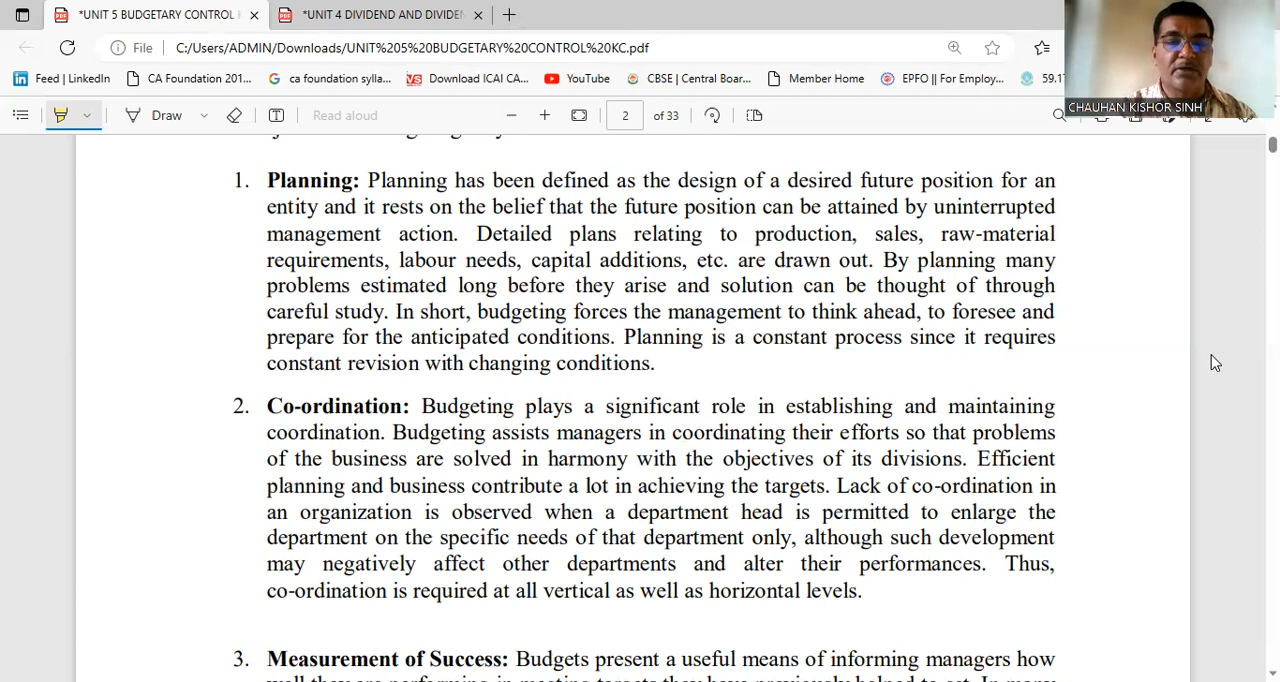 *UNIT 5 BUDGETARY CONTROL
*UNIT 4 DIVIDEND AND DIVIDEN
File C:/Users/ADMIN/Downloads/UNIT%205%20BUDGETARY%20CONTROL%20KC.pdf
Feed | LinkedIn CA Foundation 201... ca foundation sylla... Download ICAI CA... YouTube CBSE | Central Boar... Member Home EPFO || For Employ... 59.1
CHAUHAN KISHOR SINH
Draw Read aloud 2 of 33
1. Planning: Planning has been defined as the design of a desired future position for an
entity and it rests on the belief that the future position can be attained by uninterrupted
management action. Detailed plans relating to production, sales, raw-material
requirements, labour needs, capital additions, etc. are drawn out. By planning many
problems estimated long before they arise and solution can be thought of through
careful study. In short, budgeting forces the management to think ahead, to foresee and
prepare for the anticipated conditions. Planning is a constant process since it requires
constant revision with changing conditions.
2. Co-ordination: Budgeting plays a significant role in establishing and maintaining
coordination. Budgeting assists managers in coordinating their efforts so that problems
of the business are solved in harmony with the objectives of its divisions. Efficient
planning and business contribute a lot in achieving the targets. Lack of co-ordination in
an organization is observed when a department head is permitted to enlarge the
department on the specific needs of that department only, although such development
may negatively affect other departments and alter their performances. Thus,
co-ordination is required at all vertical as well as horizontal levels.
3. Measurement of Success: Budgets present a useful means of informing managers how